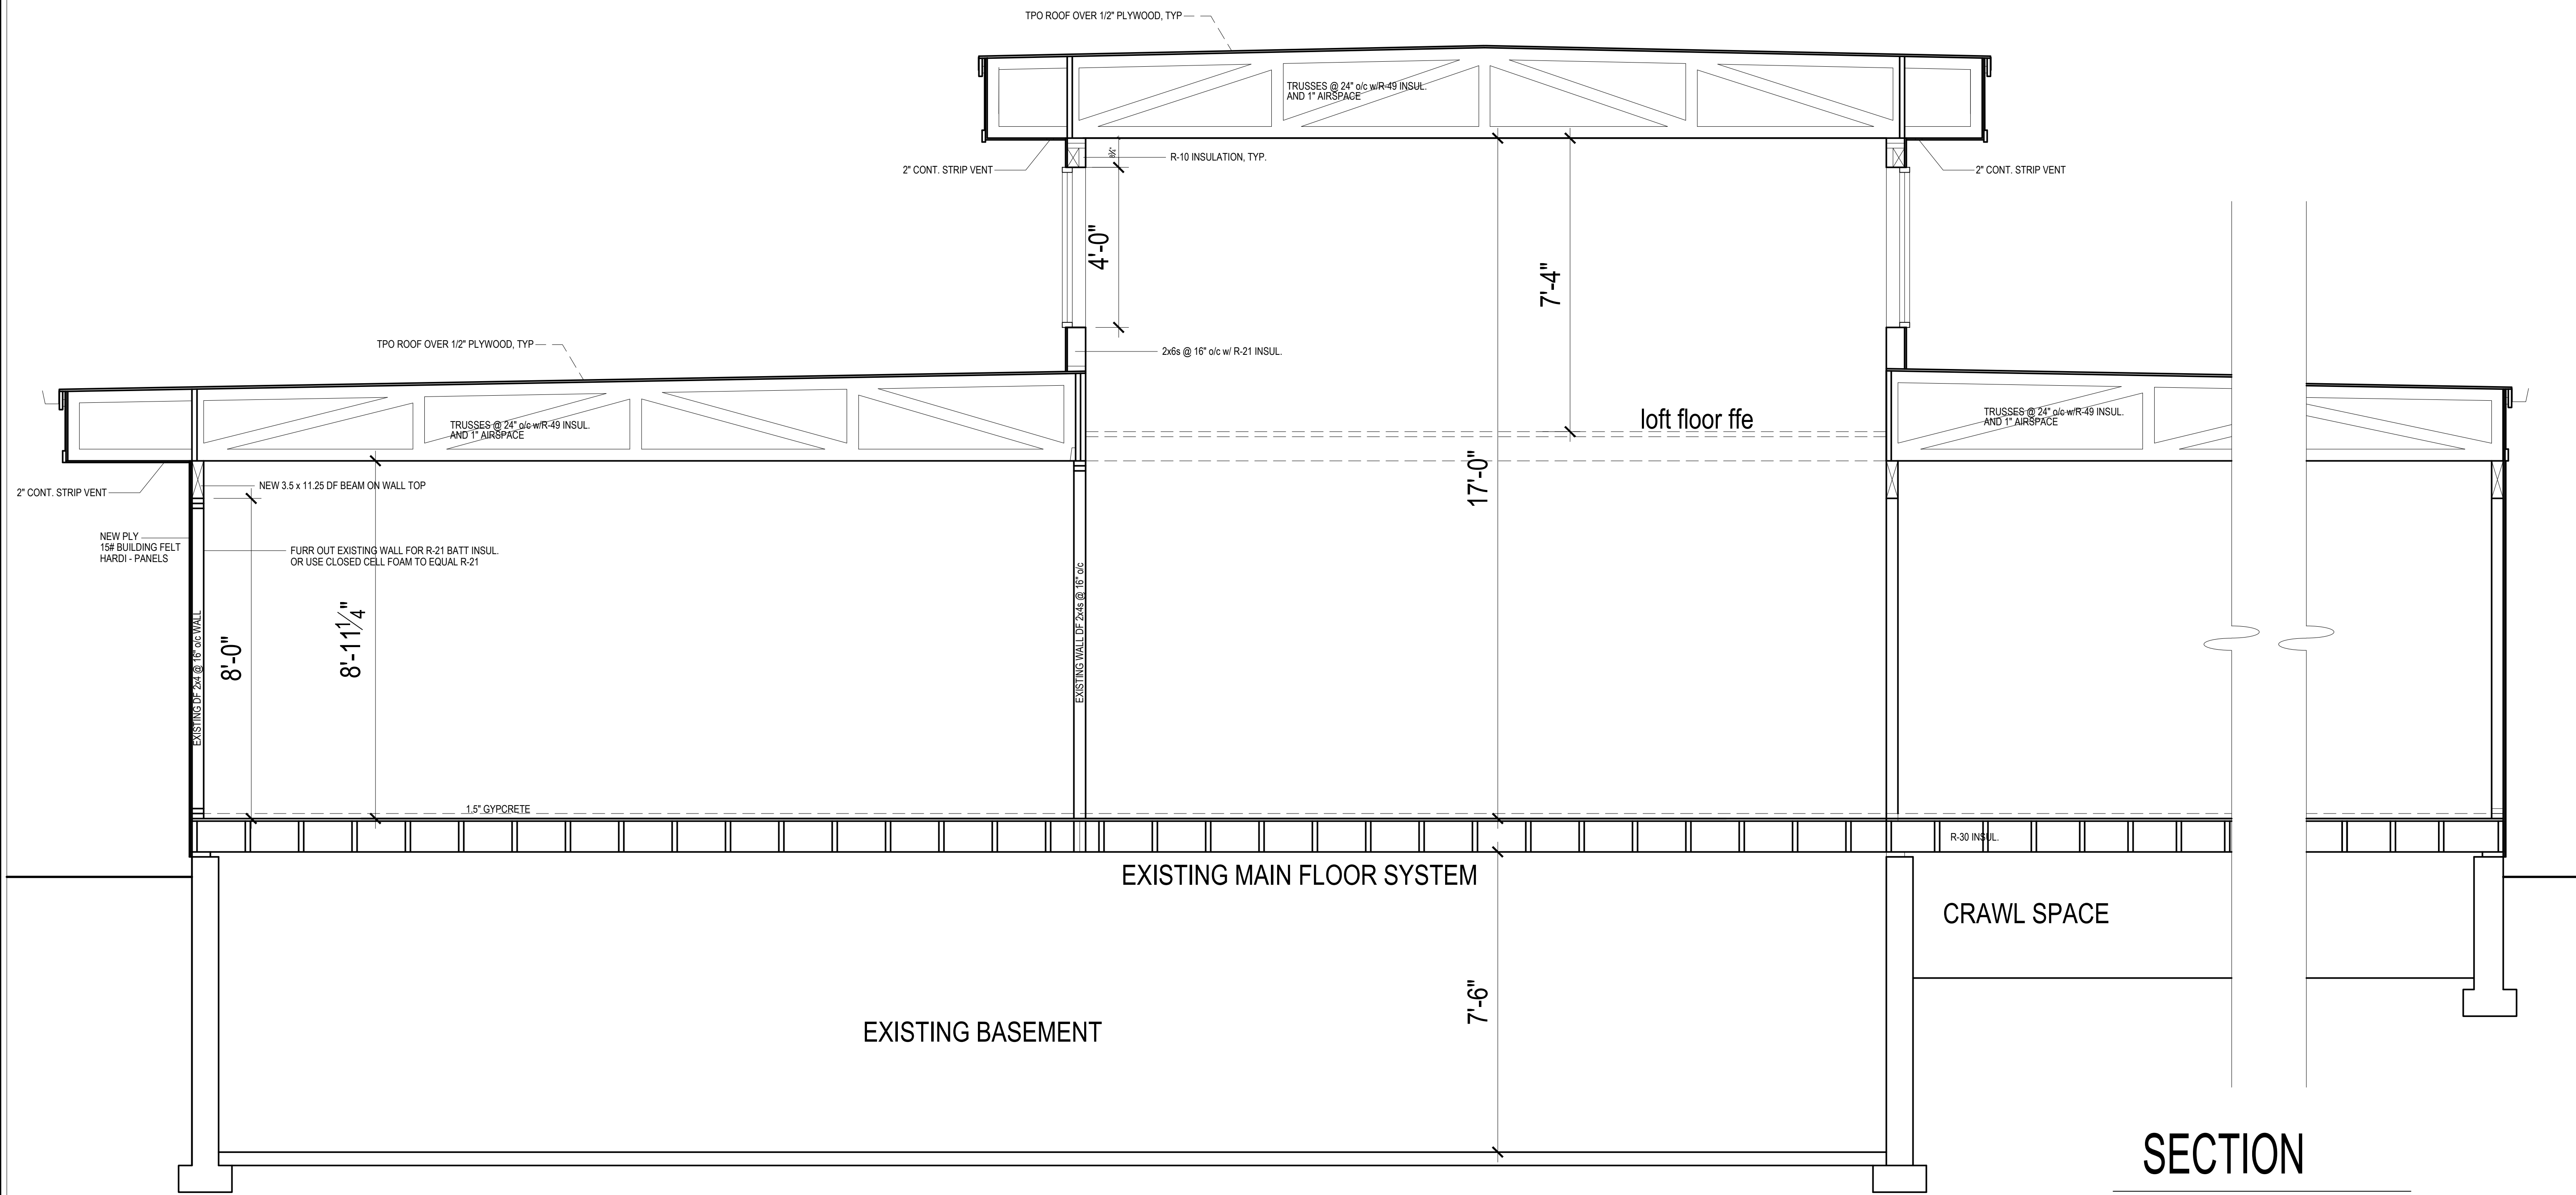 TPO ROOF OVER 1/2" PLYWOOD, TYP
TRUSSES @ 24" o/c w/R-49 INSUL.
AND 1" AIRSPACE
R-10 INSULATION, TYP.
2" CONT. STRIP VENT
2" CONT. STRIP VENT
4'-0"
7'-4"
TPO ROOF OVER 1/2" PLYWOOD, TYP
2x6s @ 16" o/c w/ R-21 INSUL.
loft floor ffe
TRUSSES @ 24" o/c w/R-49 INSUL.
AND 1" AIRSPACE
TRUSSES @ 24" o/c w/R-49 INSUL.
AND 1" AIRSPACE
17'-0"
2" CONT. STRIP VENT
NEW 3.5 x 11.25 DF BEAM ON WALL TOP
NEW PLY
15# BUILDING FELT
HARDI - PANELS
FURR OUT EXISTING WALL FOR R-21 BATT INSUL.
OR USE CLOSED CELL FOAM TO EQUAL R-21
EXISTING DF 2x4 @ 16" o/c WALL
8'-0"
8'-11 1/4"
EXISTING WALL DF 2x4s @ 16" o/c
1.5" GYPCRETE
R-30 INSUL.
EXISTING MAIN FLOOR SYSTEM
CRAWL SPACE
7'-6"
EXISTING BASEMENT
SECTION